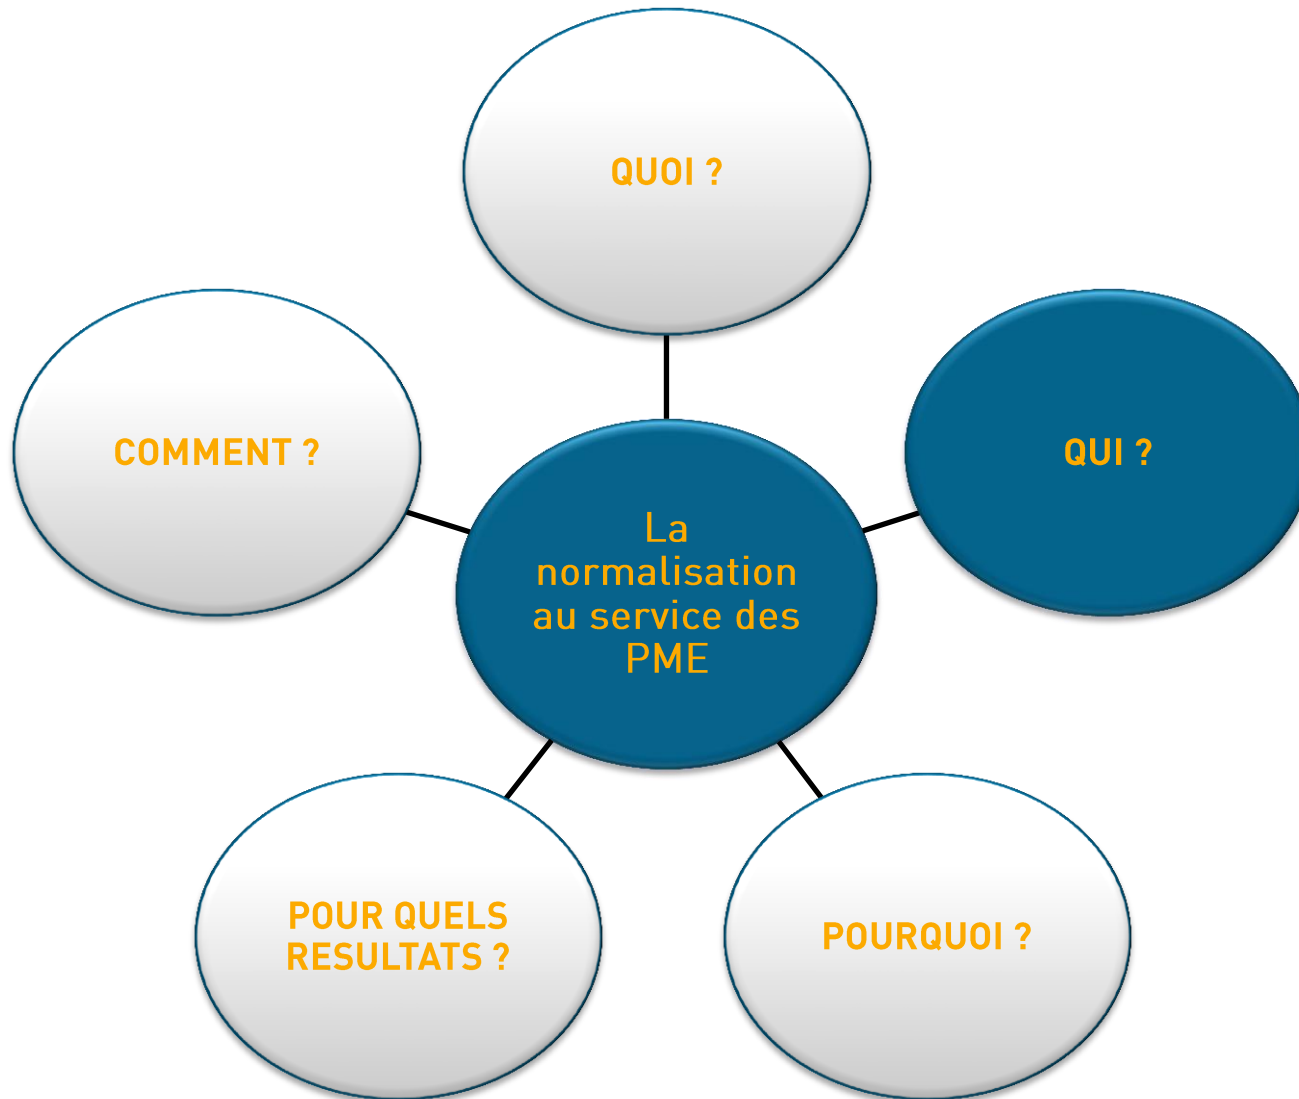 QUOI ?
COMMENT ?
QUI ?
La
normalisation
au service des
PME
POUR QUELS
RESULTATS ?
POURQUOI ?